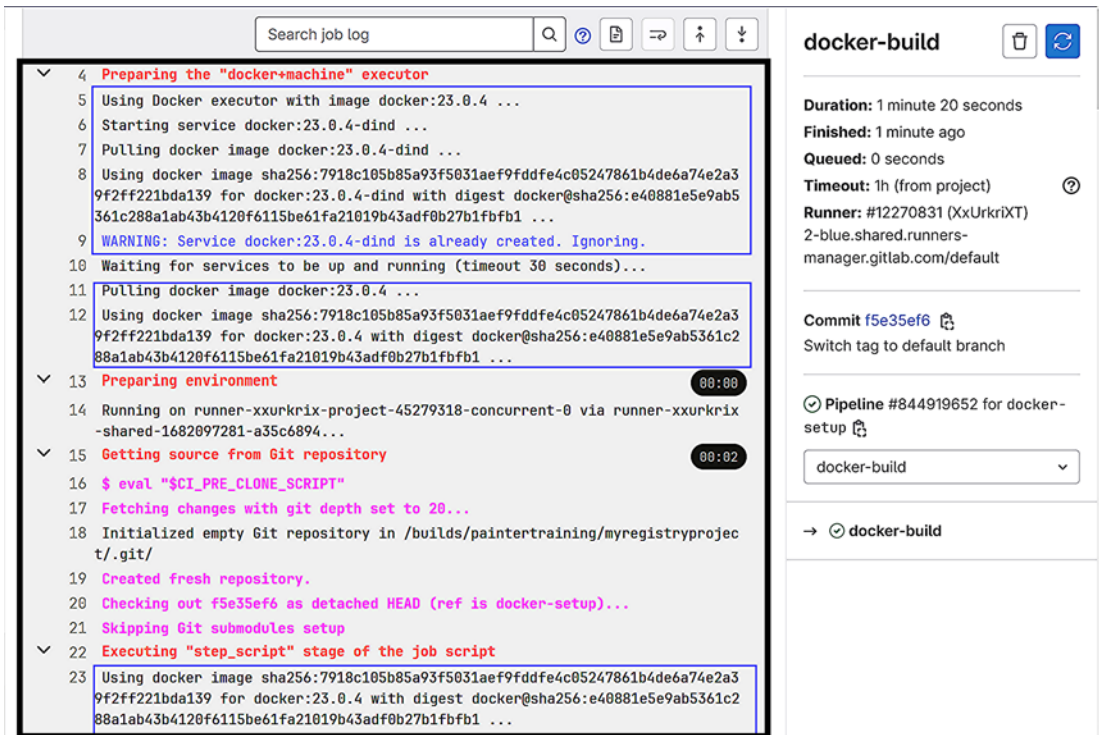 Search job log
4 Preparing the "docker+machine" executor
5 Using Docker executor with image docker:23.0.4 ...
6 Starting service docker:23.0.4-dind ...
7 Pulling docker image docker:23.0.4-dind ...
8 Using docker image sha256:7918c105b85a93f5031aef9fddfe4c05247861b4de6a74e2a3
9f2ff221bda139 for docker:23.0.4-dind with digest docker@sha256:e40881e5e9ab5
361c288a1ab43b4120f6115be61fa21019b43adf0b27b1fbfb1 ...
9 WARNING: Service docker:23.0.4-dind is already created. Ignoring.
10 Waiting for services to be up and running (timeout 30 seconds)...
11 Pulling docker image docker:23.0.4 ...
12 Using docker image sha256:7918c105b85a93f5031aef9fddfe4c05247861b4de6a74e2a3
9f2ff221bda139 for docker:23.0.4 with digest docker@sha256:e40881e5e9ab5361c2
88a1ab43b4120f6115be61fa21019b43adf0b27b1fbfb1 ...
13 Preparing environment 00:00
14 Running on runner-xxurkrix-project-45279318-concurrent-0 via runner-xxurkrix
-shared-1682097281-a35c6894...
15 Getting source from Git repository 00:02
16 $ eval "$CI_PRE_CLONE_SCRIPT"
17 Fetching changes with git depth set to 20...
18 Initialized empty Git repository in /builds/paintertraining/myregistryprojec
t/.git/
19 Created fresh repository.
20 Checking out f5e35ef6 as detached HEAD (ref is docker-setup)...
21 Skipping Git submodules setup
22 Executing "step_script" stage of the job script
23 Using docker image sha256:7918c105b85a93f5031aef9fddfe4c05247861b4de6a74e2a3
9f2ff221bda139 for docker:23.0.4 with digest docker@sha256:e40881e5e9ab5361c2
88a1ab43b4120f6115be61fa21019b43adf0b27b1fbfb1 ...
docker-build
Duration: 1 minute 20 seconds
Finished: 1 minute ago
Queued: 0 seconds
Timeout: 1h (from project)
Runner: #12270831 (XxUrkriXT)
2-blue.shared.runners-
manager.gitlab.com/default
Commit f5e35ef6
Switch tag to default branch
Pipeline #844919652 for docker-
setup
docker-build
→ docker-build